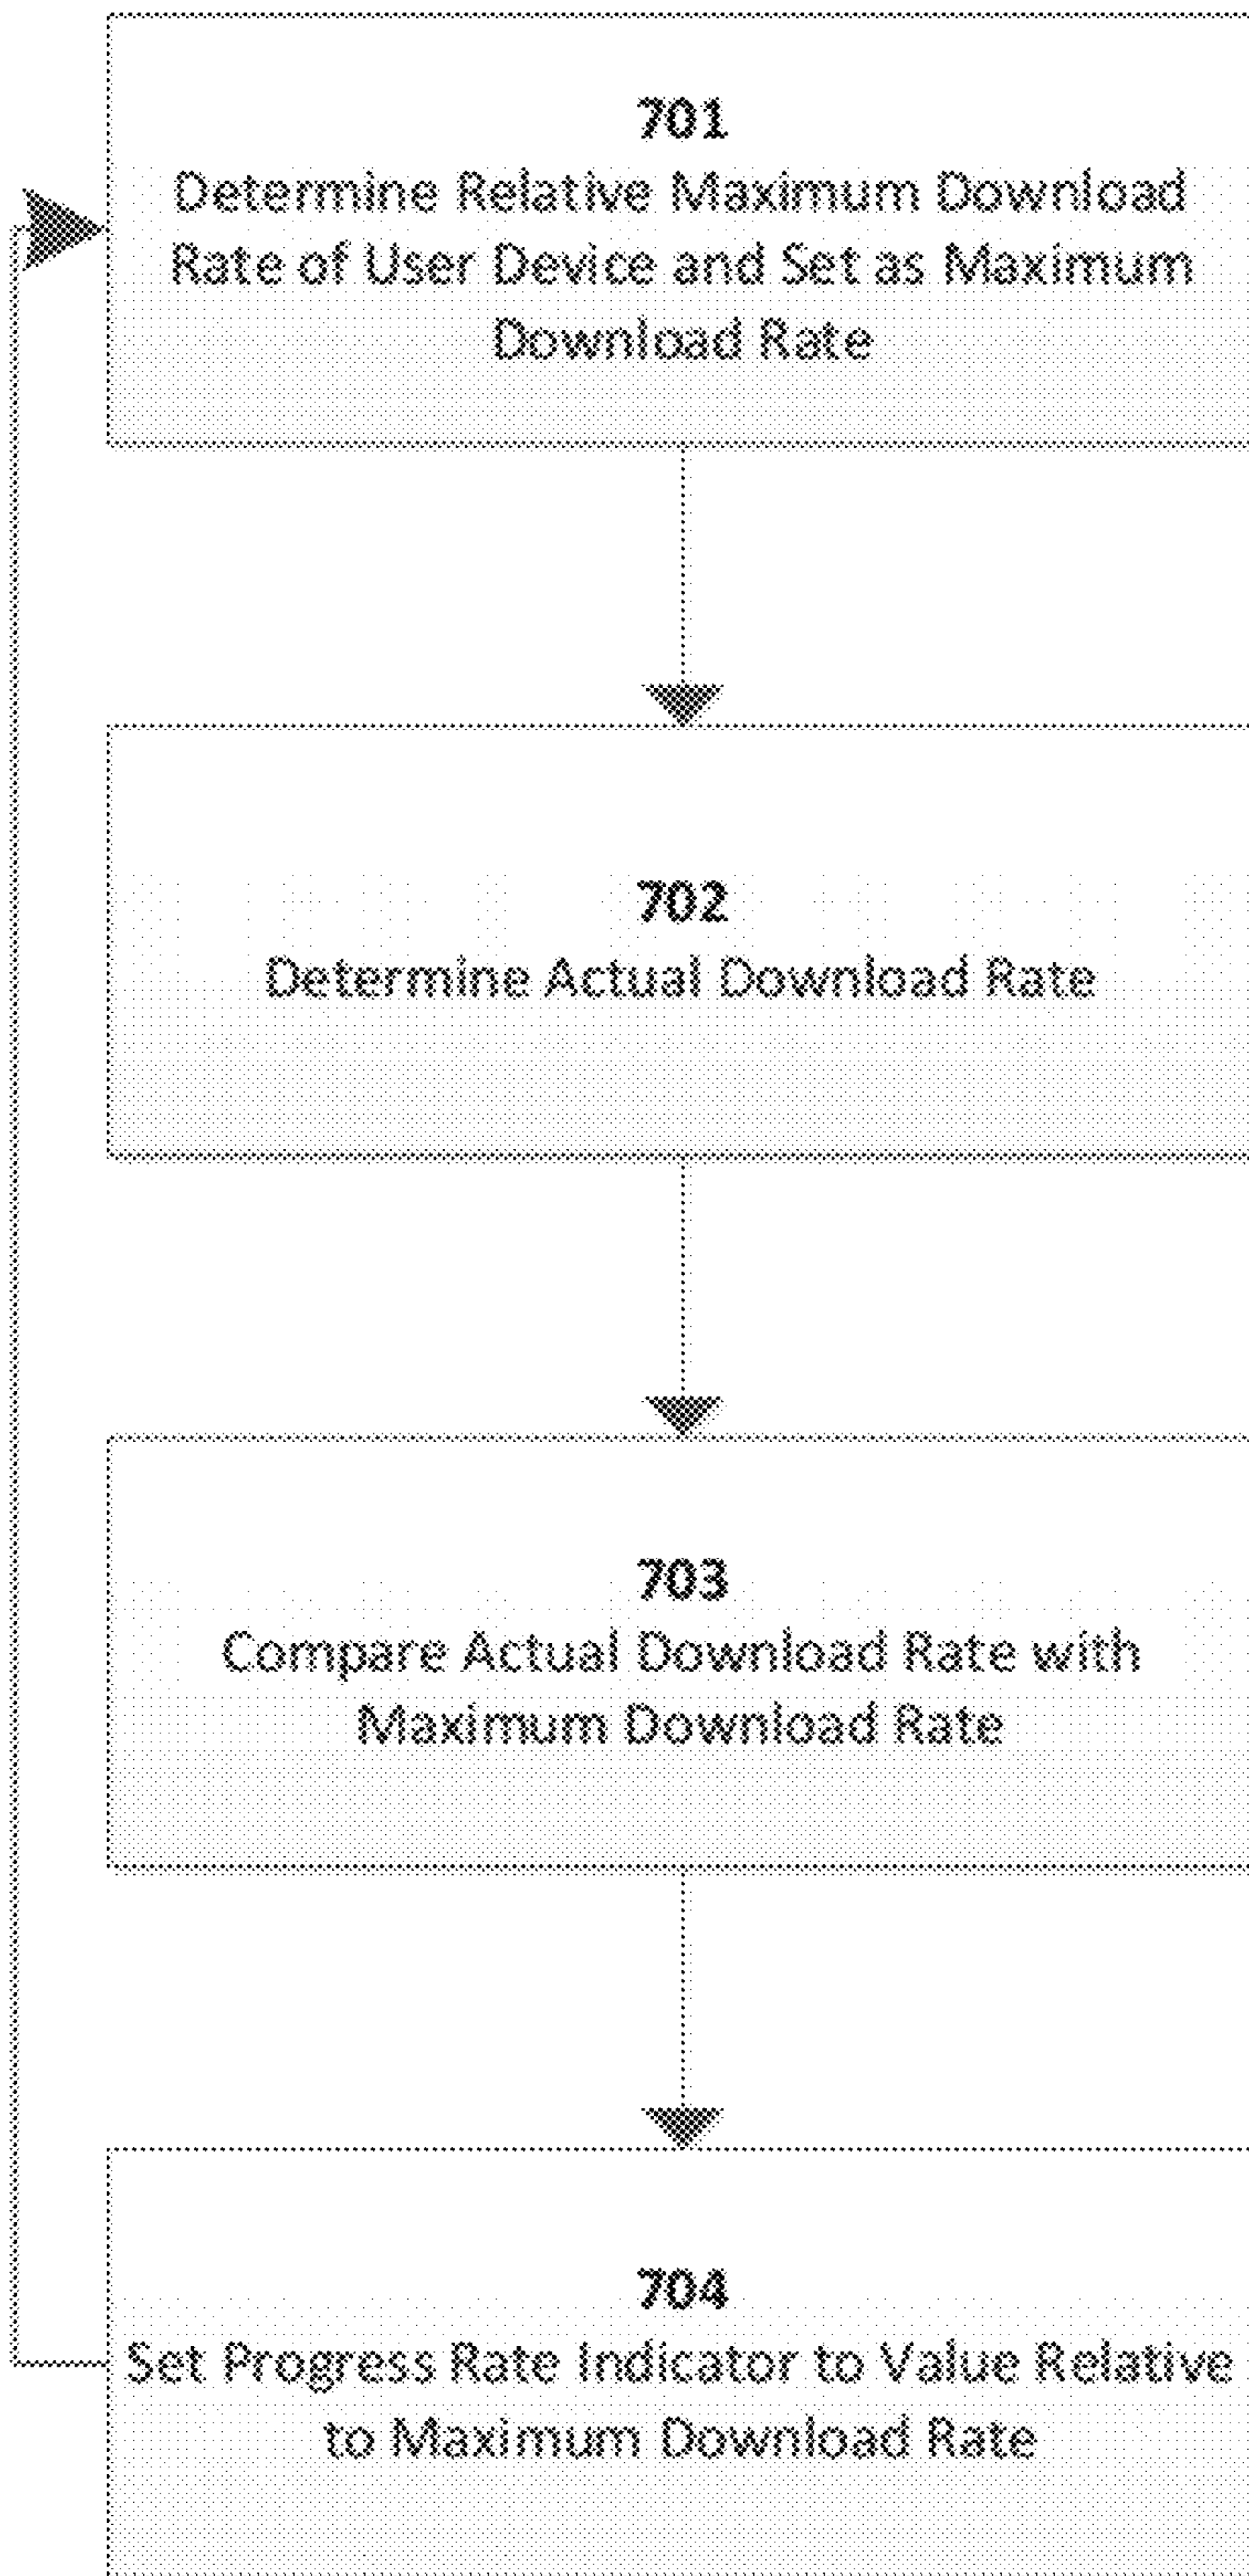 701
Determine Relative Maximum Download
Rate of User Device and Set as Maximum
Download Rate
702
Determine Actual Download Rate
703
Compare Actual Download Rate with
Maximum Download Rate
704
Set Progress Rate Indicator to Value Relative
to Maximum Download Rate